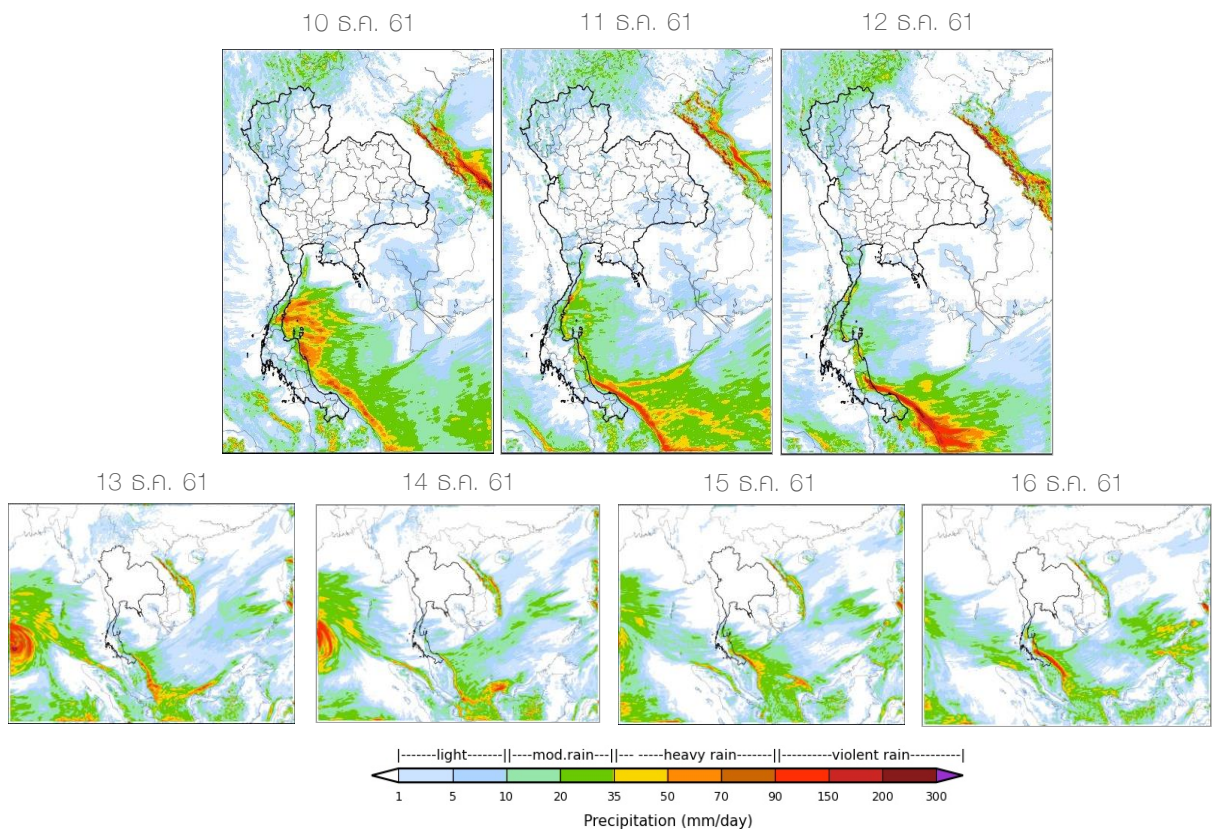 10 ธ.ค. 61 11 ธ.ค. 61 12 ธ.ค. 61
13 ธ.ค. 61 14 ธ.ค. 61 15 ธ.ค. 61 16 ธ.ค. 61
|-------light-------||----mod.rain--||--- -----heavy rain---------||---------violent rain-----------|
1 5 10 20 35 50 70 90 150 200 300
Precipitation (mm/day)